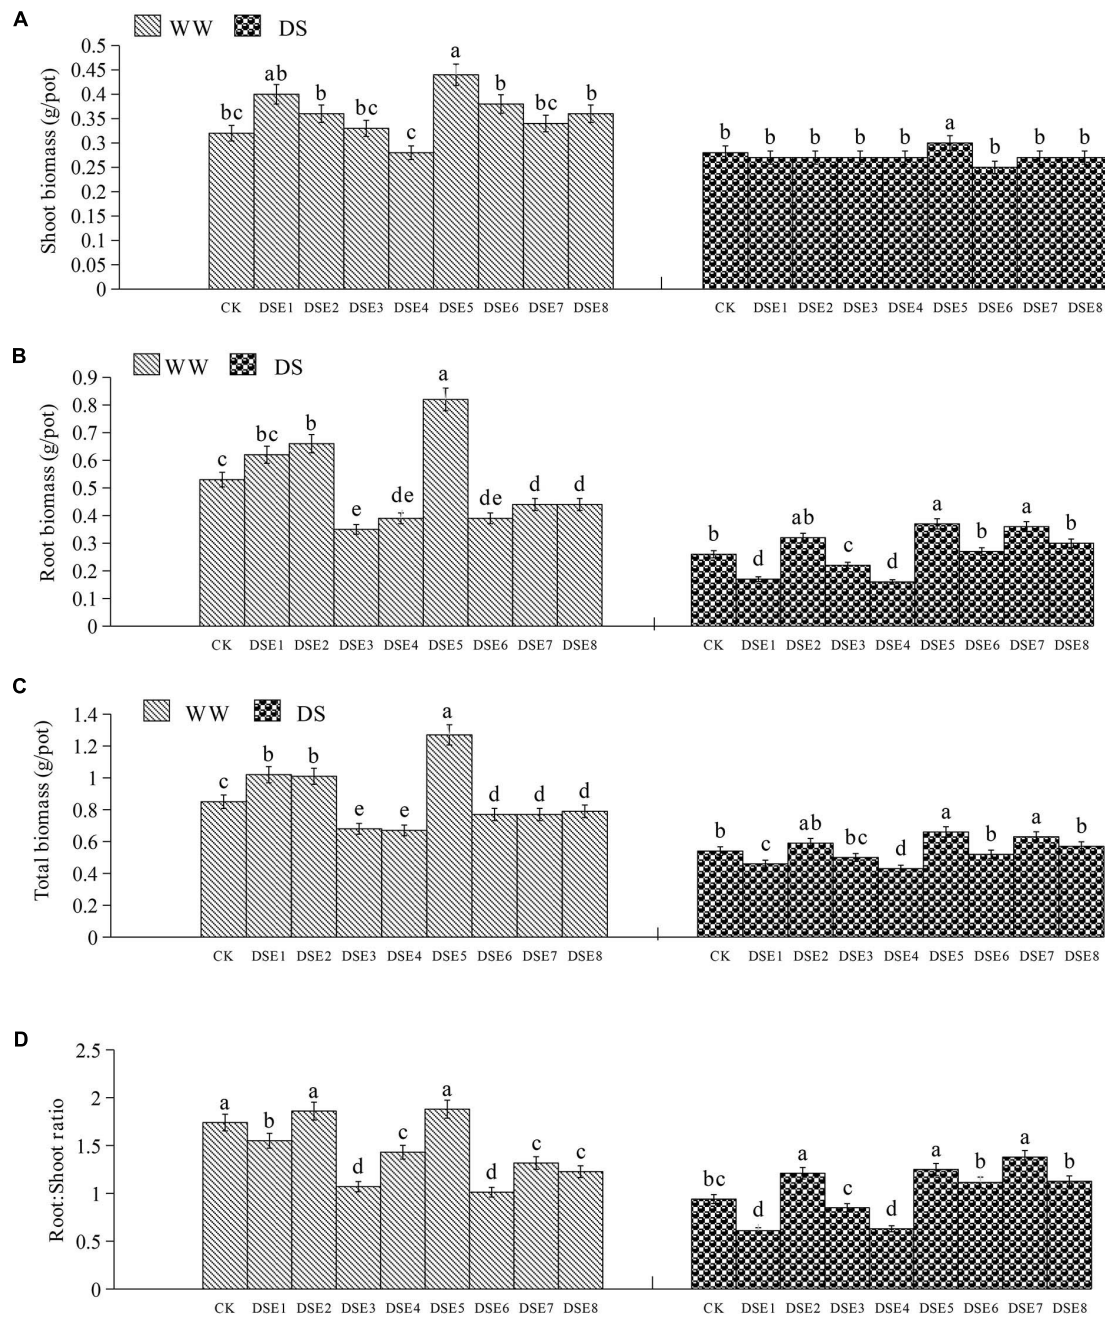 A
WW DS
Shoot biomass (g/pot)
0.5
0.45
0.4
0.35
0.3
0.25
0.2
0.15
0.1
0.05
0
bc ab b bc c a b bc b
b b b b b a b b b
CK DSE1 DSE2 DSE3 DSE4 DSE5 DSE6 DSE7 DSE8
CK DSE1 DSE2 DSE3 DSE4 DSE5 DSE6 DSE7 DSE8
B
WW DS
Root biomass (g/pot)
0.9
0.8
0.7
0.6
0.5
0.4
0.3
0.2
0.1
0
c bc b e de a de d d
b d ab c d a b a b
CK DSE1 DSE2 DSE3 DSE4 DSE5 DSE6 DSE7 DSE8
CK DSE1 DSE2 DSE3 DSE4 DSE5 DSE6 DSE7 DSE8
C
WW DS
Total biomass (g/pot)
1.4
1.2
1
0.8
0.6
0.4
0.2
0
c b b e e a d d d
b c ab bc d a b a b
CK DSE1 DSE2 DSE3 DSE4 DSE5 DSE6 DSE7 DSE8
CK DSE1 DSE2 DSE3 DSE4 DSE5 DSE6 DSE7 DSE8
D
Root:Shoot ratio
2.5
2
1.5
1
0.5
0
a b a d c a d c c
bc d a c d a b a b
CK DSE1 DSE2 DSE3 DSE4 DSE5 DSE6 DSE7 DSE8
CK DSE1 DSE2 DSE3 DSE4 DSE5 DSE6 DSE7 DSE8